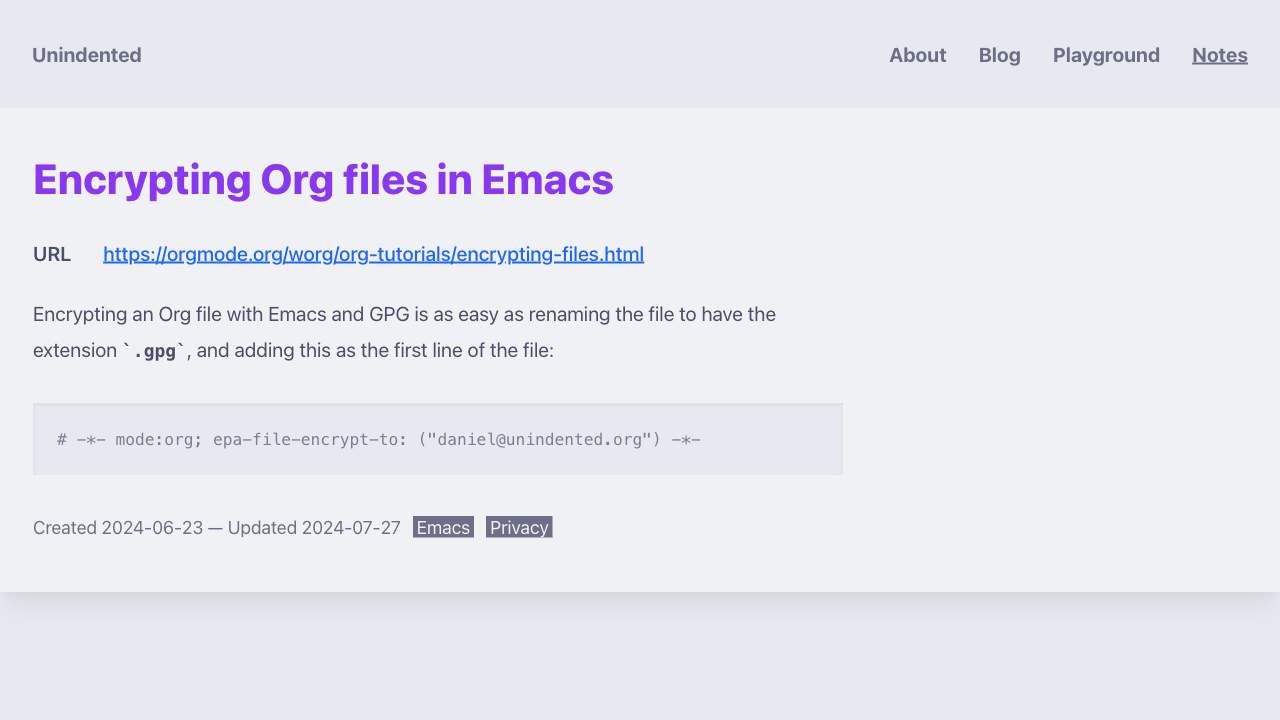 Unindented
About Blog Playground Notes
Encrypting Org files in Emacs
URL https://orgmode.org/worg/org-tutorials/encrypting-files.html
Encrypting an Org file with Emacs and GPG is as easy as renaming the file to have the
extension `.gpg`, and adding this as the first line of the file:
# -*- mode:org; epa-file-encrypt-to: ("daniel@unindented.org") -*-
Created 2024-06-23 — Updated 2024-07-27 Emacs Privacy